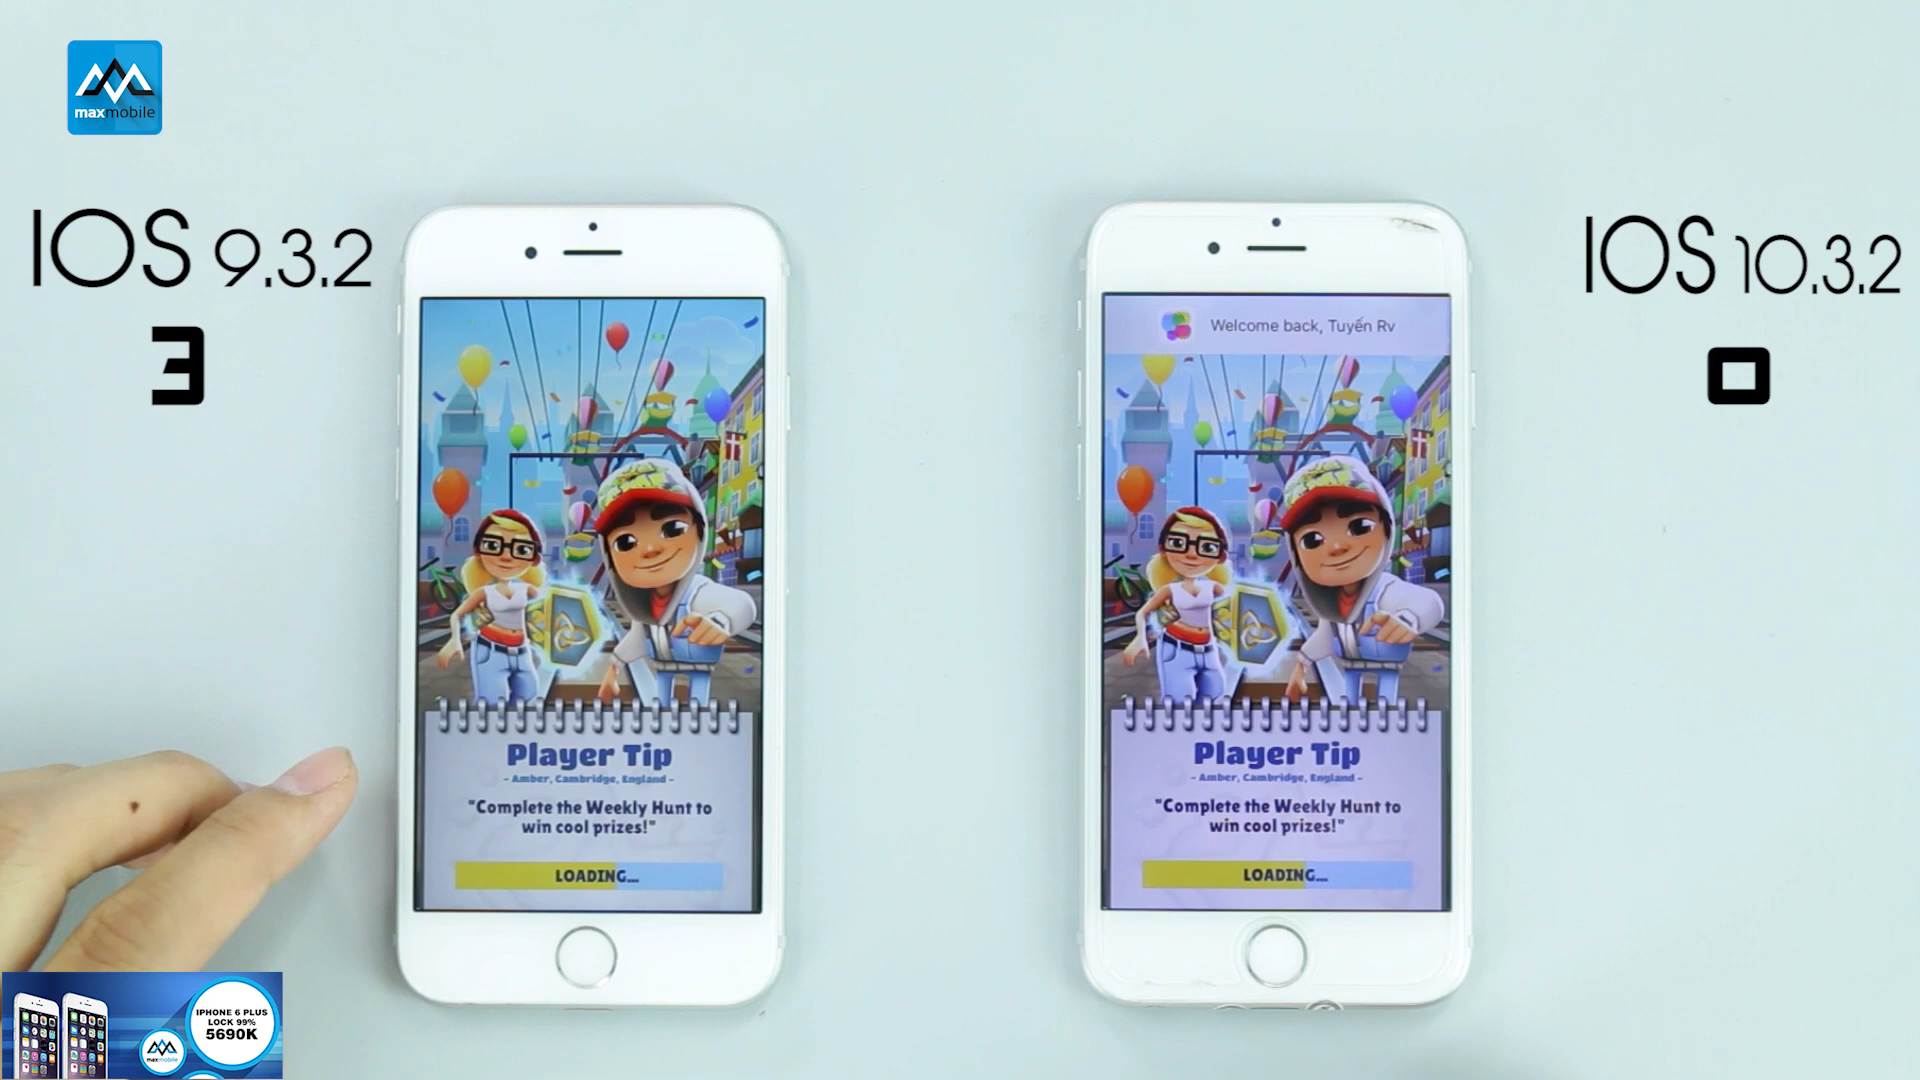 maxmobile
IOS 9.3.2
3
IOS 10.3.2
0
Player Tip
- Amber, Cambridge, England -
"Complete the Weekly Hunt to
win cool prizes!"
LOADING...
Welcome back, Tuyến Rv
Player Tip
- Amber, Cambridge, England -
"Complete the Weekly Hunt to
win cool prizes!"
LOADING...
IPHONE 6 PLUS
LOCK 99%
5690K
maxmobile